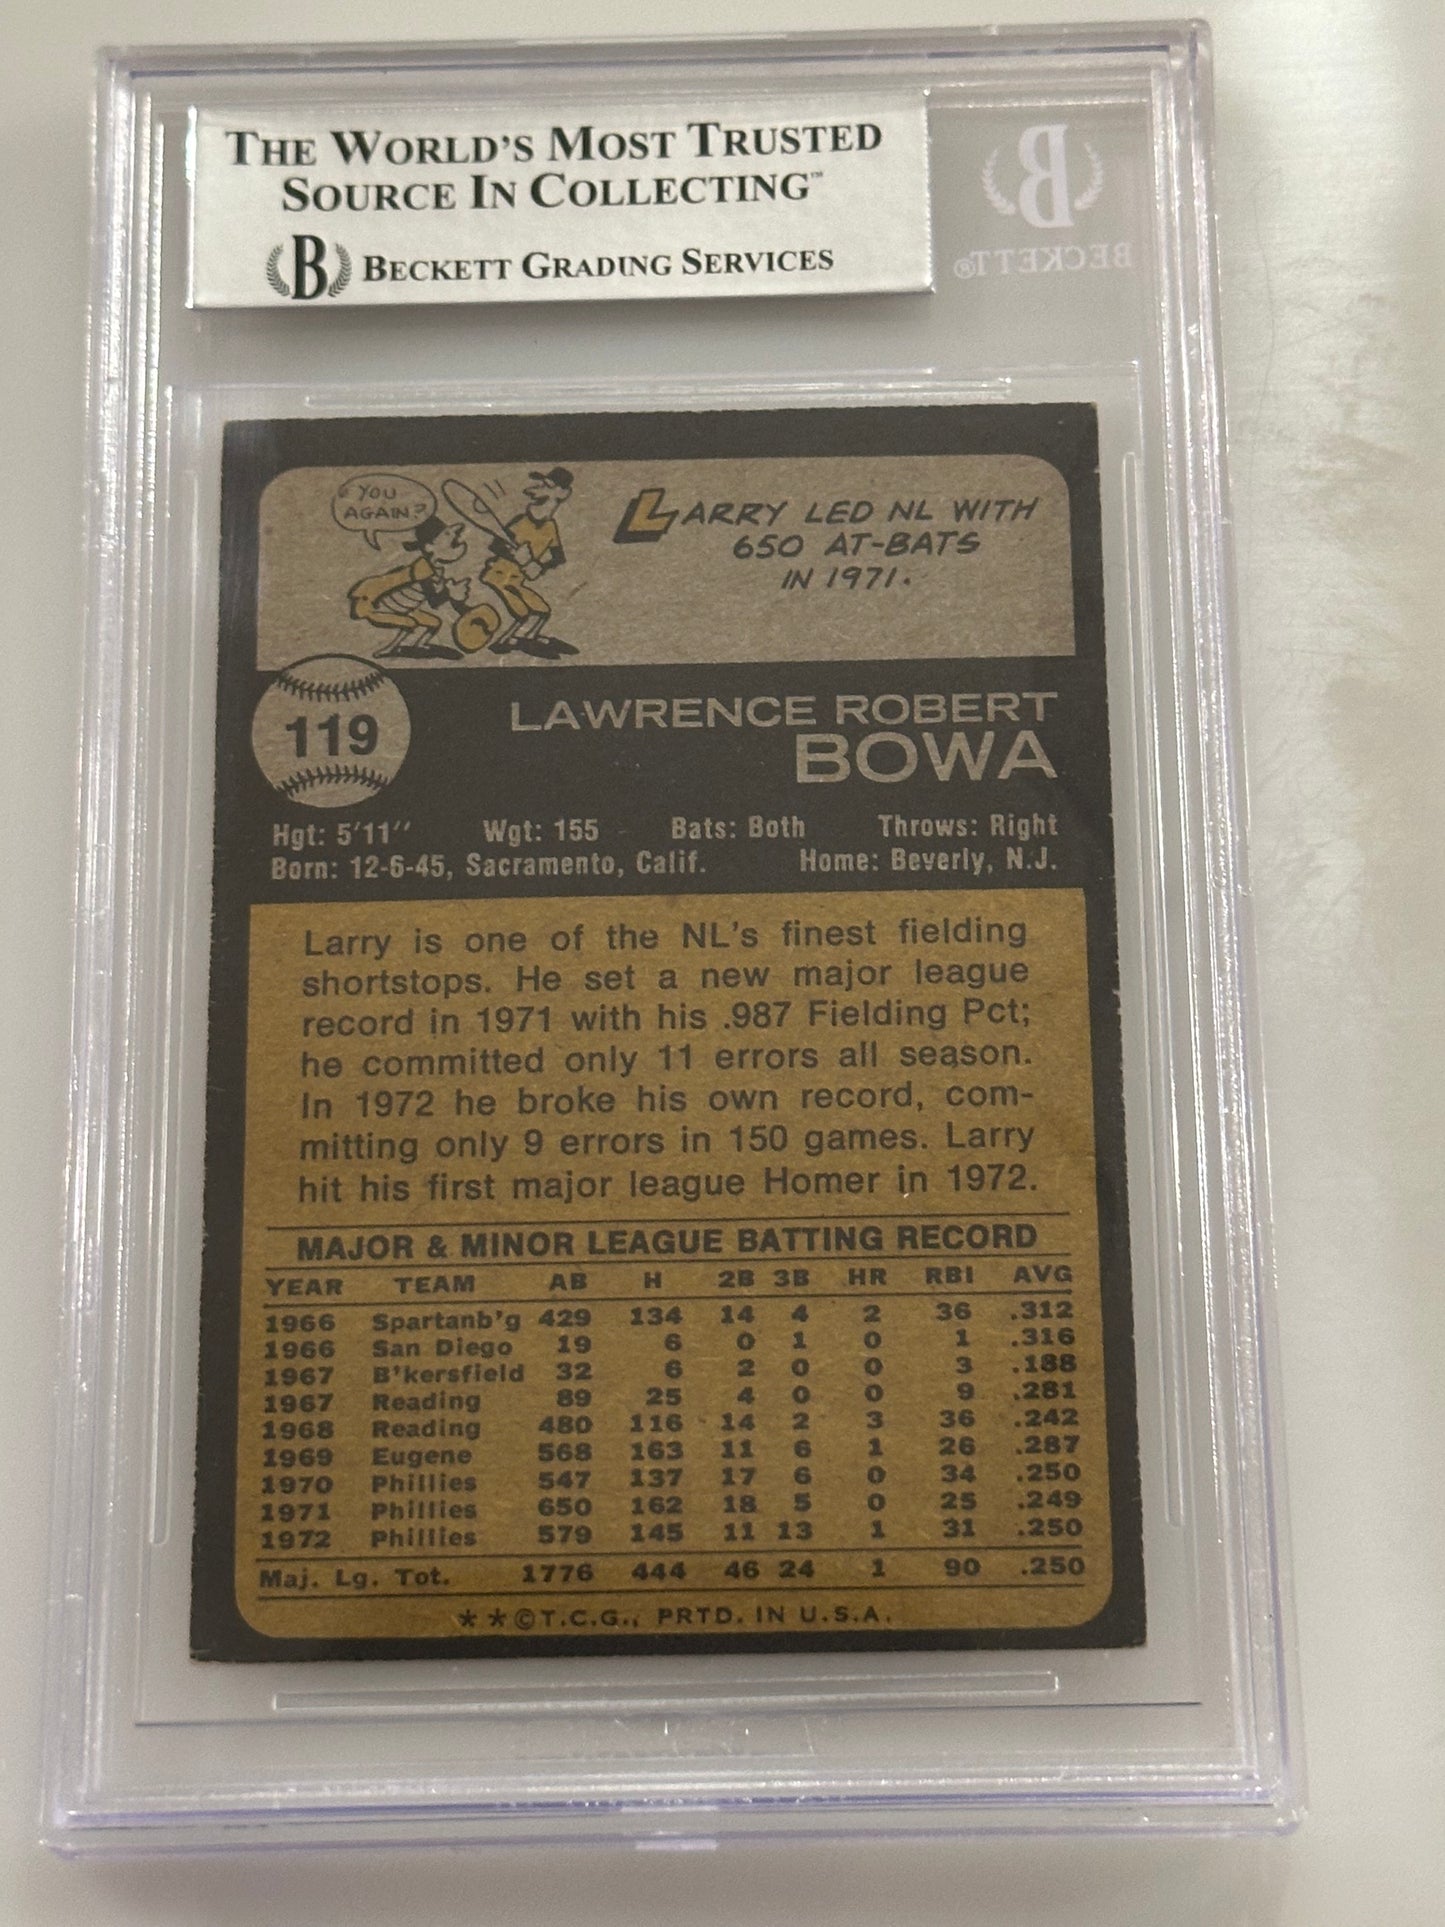 THE WORLD'S MOST TRUSTED
SOURCE IN COLLECTING™
B BECKETT GRADING SERVICES
B
BECKETT®
YOU
AGAIN?
LARRY LED NL WITH
650 AT-BATS
IN 1971.
119
LAWRENCE ROBERT
BOWA
Hgt: 5'11'' Wgt: 155 Bats: Both Throws: Right
Born: 12-6-45, Sacramento, Calif. Home: Beverly, N.J.
Larry is one of the NL's finest fielding
shortstops. He set a new major league
record in 1971 with his .987 Fielding Pct;
he committed only 11 errors all season.
In 1972 he broke his own record, com-
mitting only 9 errors in 150 games. Larry
hit his first major league Homer in 1972.
MAJOR & MINOR LEAGUE BATTING RECORD
YEAR TEAM AB H 2B 3B HR RBI AVG
1966 Spartanb'g 429 134 14 4 2 36 .312
1966 San Diego 19 6 0 1 0 1 .316
1967 B'kersfield 32 6 2 0 0 3 .188
1967 Reading 89 25 4 0 0 9 .281
1968 Reading 480 116 14 2 3 36 .242
1969 Eugene 568 163 11 6 1 26 .287
1970 Phillies 547 137 17 6 0 34 .250
1971 Phillies 650 162 18 5 0 25 .249
1972 Phillies 579 145 11 13 1 31 .250
Maj. Lg. Tot. 1776 444 46 24 1 90 .250
**©T.C.G., PRTD. IN U.S.A.